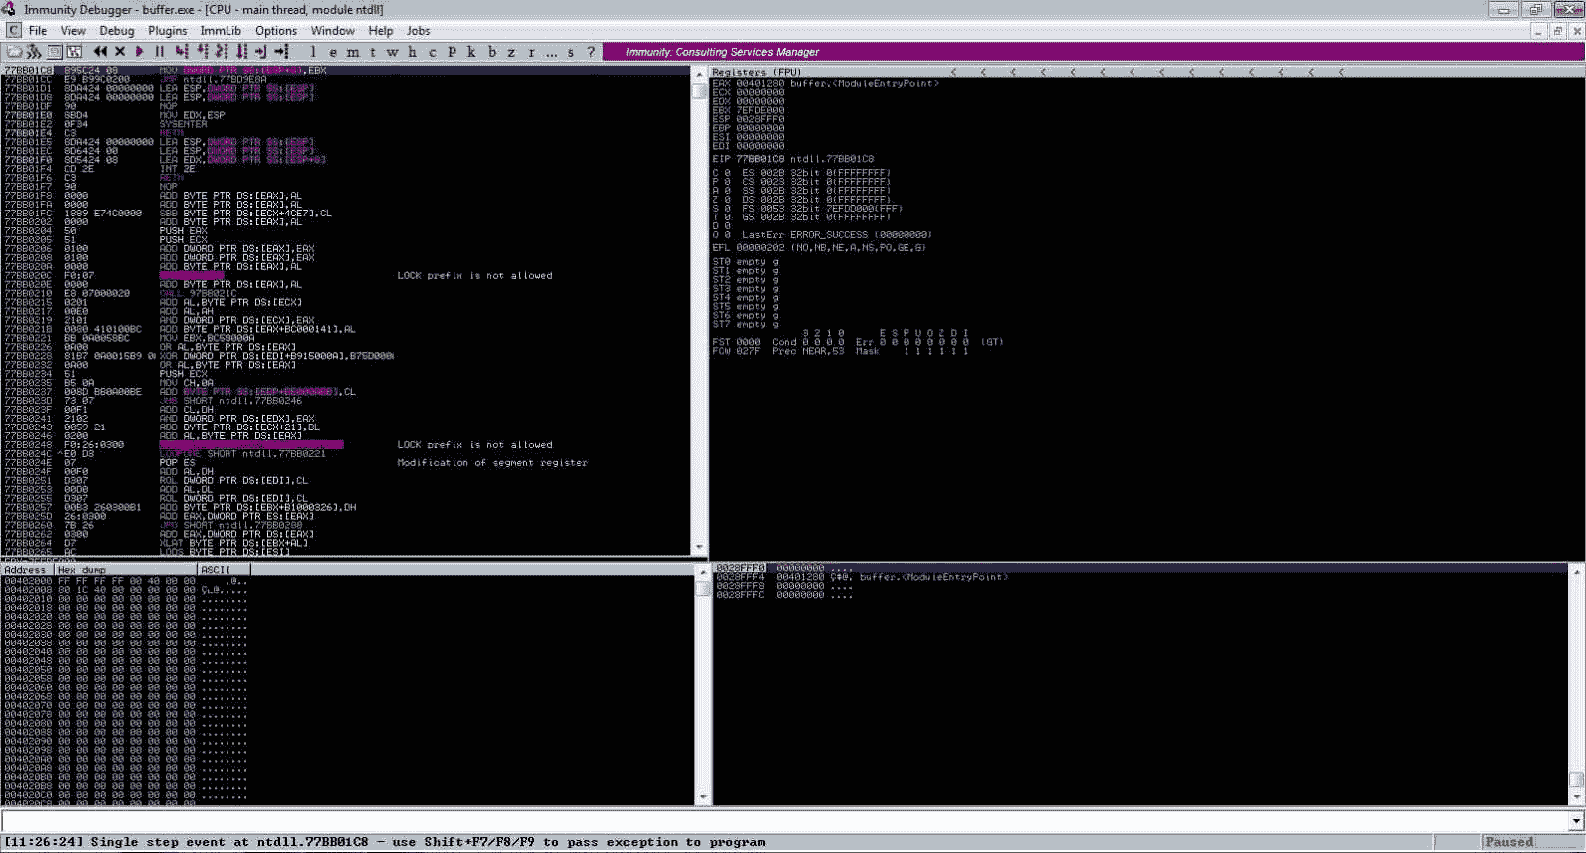 Immunity Debugger - buffer.exe - [CPU - main thread, module ntdll]
C File View Debug Plugins ImmLib Options Window Help Jobs
l e m t w h c P k b z r ... s ? Immunity: Consulting Services Manager
77BB01C8 895C24 08 MOV ,EBX
77BB01CC E9 B99C0200 JMP ntdll.77BD9E8A
77BB01D1 8DA424 00000000 LEA ESP,DWORD PTR SS:[ESP]
77BB01D8 8DA424 00000000 LEA ESP,DWORD PTR SS:[ESP]
77BB01DF 90 NOP
77BB01E0 8BD4 MOV EDX,ESP
77BB01E2 0F34 SYSENTER
77BB01E4 C3 RETN
77BB01E5 8DA424 00000000 LEA ESP,DWORD PTR SS:[ESP]
77BB01EC 8D6424 00 LEA ESP,DWORD PTR SS:[ESP]
77BB01F0 8D5424 08 LEA EDX,DWORD PTR SS:[ESP+8]
77BB01F4 CD 2E INT 2E
77BB01F6 C3 RETN
77BB01F7 90 NOP
77BB01F8 0000 ADD BYTE PTR DS:[EAX],AL
77BB01FA 0000 ADD BYTE PTR DS:[EAX],AL
77BB01FC 1989 E74C0000 SBB BYTE PTR DS:[ECX+4CE7],CL
77BB0202 0000 ADD BYTE PTR DS:[EAX],AL
77BB0204 50 PUSH EAX
77BB0205 51 PUSH ECX
77BB0206 0100 ADD DWORD PTR DS:[EAX],EAX
77BB0208 0100 ADD DWORD PTR DS:[EAX],EAX
77BB020A 0000 ADD BYTE PTR DS:[EAX],AL
77BB020C F0:07 LOCK prefix is not allowed
77BB020E 0000 ADD BYTE PTR DS:[EAX],AL
77BB0210 E8 07000020 CALL 97BB021C
77BB0215 0201 ADD AL,BYTE PTR DS:[ECX]
77BB0217 00E0 ADD AL,AH
77BB0219 2101 AND DWORD PTR DS:[ECX],EAX
77BB021B 0080 410100BC ADD BYTE PTR DS:[EAX+BC000141],AL
77BB0221 BB 0A0058BC MOV EBX,BC58000A
77BB0226 0A00 OR AL,BYTE PTR DS:[EAX]
77BB0228 81B7 0A0015B9 0 XOR DWORD PTR DS:[EDI+B915000A],B75D000
77BB0232 0A00 OR AL,BYTE PTR DS:[EAX]
77BB0234 51 PUSH ECX
77BB0235 B5 0A MOV CH,0A
77BB0237 008D B60A00BE ADD ,CL
77BB023D 73 07 JNB SHORT ntdll.77BB0246
77BB023F 00F1 ADD CL,DH
77BB0241 2102 AND DWORD PTR DS:[EDX],EAX
77BB0243 0059 21 ADD BYTE PTR DS:[ECX+21],BL
77BB0246 0200 ADD AL,BYTE PTR DS:[EAX]
77BB0248 F0:26:0300 LOCK prefix is not allowed
77BB024C ^E0 D3 LOOPDNE SHORT ntdll.77BB0221
77BB024E 07 POP ES Modification of segment register
77BB024F 00F0 ADD AL,DH
77BB0251 D307 ROL DWORD PTR DS:[EDI],CL
77BB0253 00D0 ADD AL,DL
77BB0255 D307 ROL DWORD PTR DS:[EDI],CL
77BB0257 00B3 260300B1 ADD BYTE PTR DS:[EBX+B1000326],DH
77BB025D 26:0300 ADD EAX,DWORD PTR ES:[EAX]
77BB0260 7B 26 JPO SHORT ntdll.77BB0288
77BB0262 0300 ADD EAX,DWORD PTR DS:[EAX]
77BB0264 D7 XLAT BYTE PTR DS:[EBX+AL]
77BB0265 AC LODS BYTE PTR DS:[ESI]
Registers (FPU) < < < < < < < < < < < < < <
EAX 00401280 buffer.<ModuleEntryPoint>
ECX 00000000
EDX 00000000
EBX 7EFDE000
ESP 0028FFF0
EBP 00000000
ESI 00000000
EDI 00000000
EIP 77BB01C8 ntdll.77BB01C8
C 0 ES 002B 32bit 0(FFFFFFFF)
P 0 CS 0023 32bit 0(FFFFFFFF)
A 0 SS 002B 32bit 0(FFFFFFFF)
Z 0 DS 002B 32bit 0(FFFFFFFF)
S 0 FS 0053 32bit 7EFDD000(FFF)
T 0 GS 002B 32bit 0(FFFFFFFF)
D 0
O 0 LastErr ERROR_SUCCESS (00000000)
EFL 00000202 (NO,NB,NE,A,NS,PO,GE,G)
ST0 empty g
ST1 empty g
ST2 empty g
ST3 empty g
ST4 empty g
ST5 empty g
ST6 empty g
ST7 empty g
3 2 1 0 E S P U O Z D I
FST 0000 Cond 0 0 0 0 Err 0 0 0 0 0 0 0 0 (GT)
FCW 027F Prec NEAR,53 Mask 1 1 1 1 1 1
Address Hex dump ASCII
00402000 FF FF FF FF 00 40 00 00 .@..
00402008 80 1C 40 00 00 00 00 00 Ç∟@.....
00402010 00 00 00 00 00 00 00 00 ........
00402018 00 00 00 00 00 00 00 00 ........
00402020 00 00 00 00 00 00 00 00 ........
00402028 00 00 00 00 00 00 00 00 ........
00402030 00 00 00 00 00 00 00 00 ........
00402038 00 00 00 00 00 00 00 00 ........
00402040 00 00 00 00 00 00 00 00 ........
00402048 00 00 00 00 00 00 00 00 ........
00402050 00 00 00 00 00 00 00 00 ........
00402058 00 00 00 00 00 00 00 00 ........
00402060 00 00 00 00 00 00 00 00 ........
00402068 00 00 00 00 00 00 00 00 ........
00402070 00 00 00 00 00 00 00 00 ........
00402078 00 00 00 00 00 00 00 00 ........
00402080 00 00 00 00 00 00 00 00 ........
00402088 00 00 00 00 00 00 00 00 ........
00402090 00 00 00 00 00 00 00 00 ........
00402098 00 00 00 00 00 00 00 00 ........
004020A0 00 00 00 00 00 00 00 00 ........
004020A8 00 00 00 00 00 00 00 00 ........
004020B0 00 00 00 00 00 00 00 00 ........
004020B8 00 00 00 00 00 00 00 00 ........
004020C0 00 00 00 00 00 00 00 00 ........
004020C8 00 00 00 00 00 00 00 00 ........
0028FFF0 00000000 ....
0028FFF4 00401280 Ç‡@. buffer.<ModuleEntryPoint>
0028FFF8 00000000 ....
0028FFFC 00000000 ....
[11:26:24] Single step event at ntdll.77BB01C8 - use Shift+F7/F8/F9 to pass exception to program
Paused